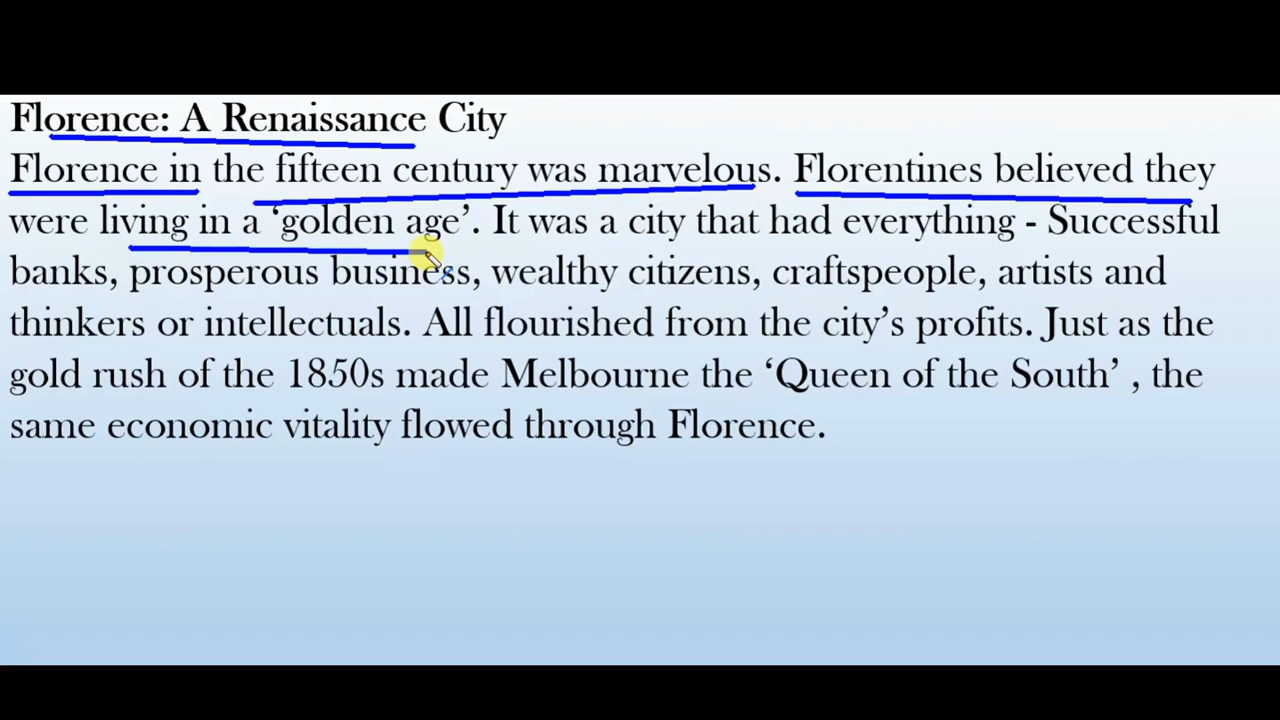 Florence: A Renaissance City
Florence in the fifteen century was marvelous. Florentines believed they
were living in a ‘golden age’. It was a city that had everything - Successful
banks, prosperous business, wealthy citizens, craftspeople, artists and
thinkers or intellectuals. All flourished from the city’s profits. Just as the
gold rush of the 1850s made Melbourne the ‘Queen of the South’ , the
same economic vitality flowed through Florence.